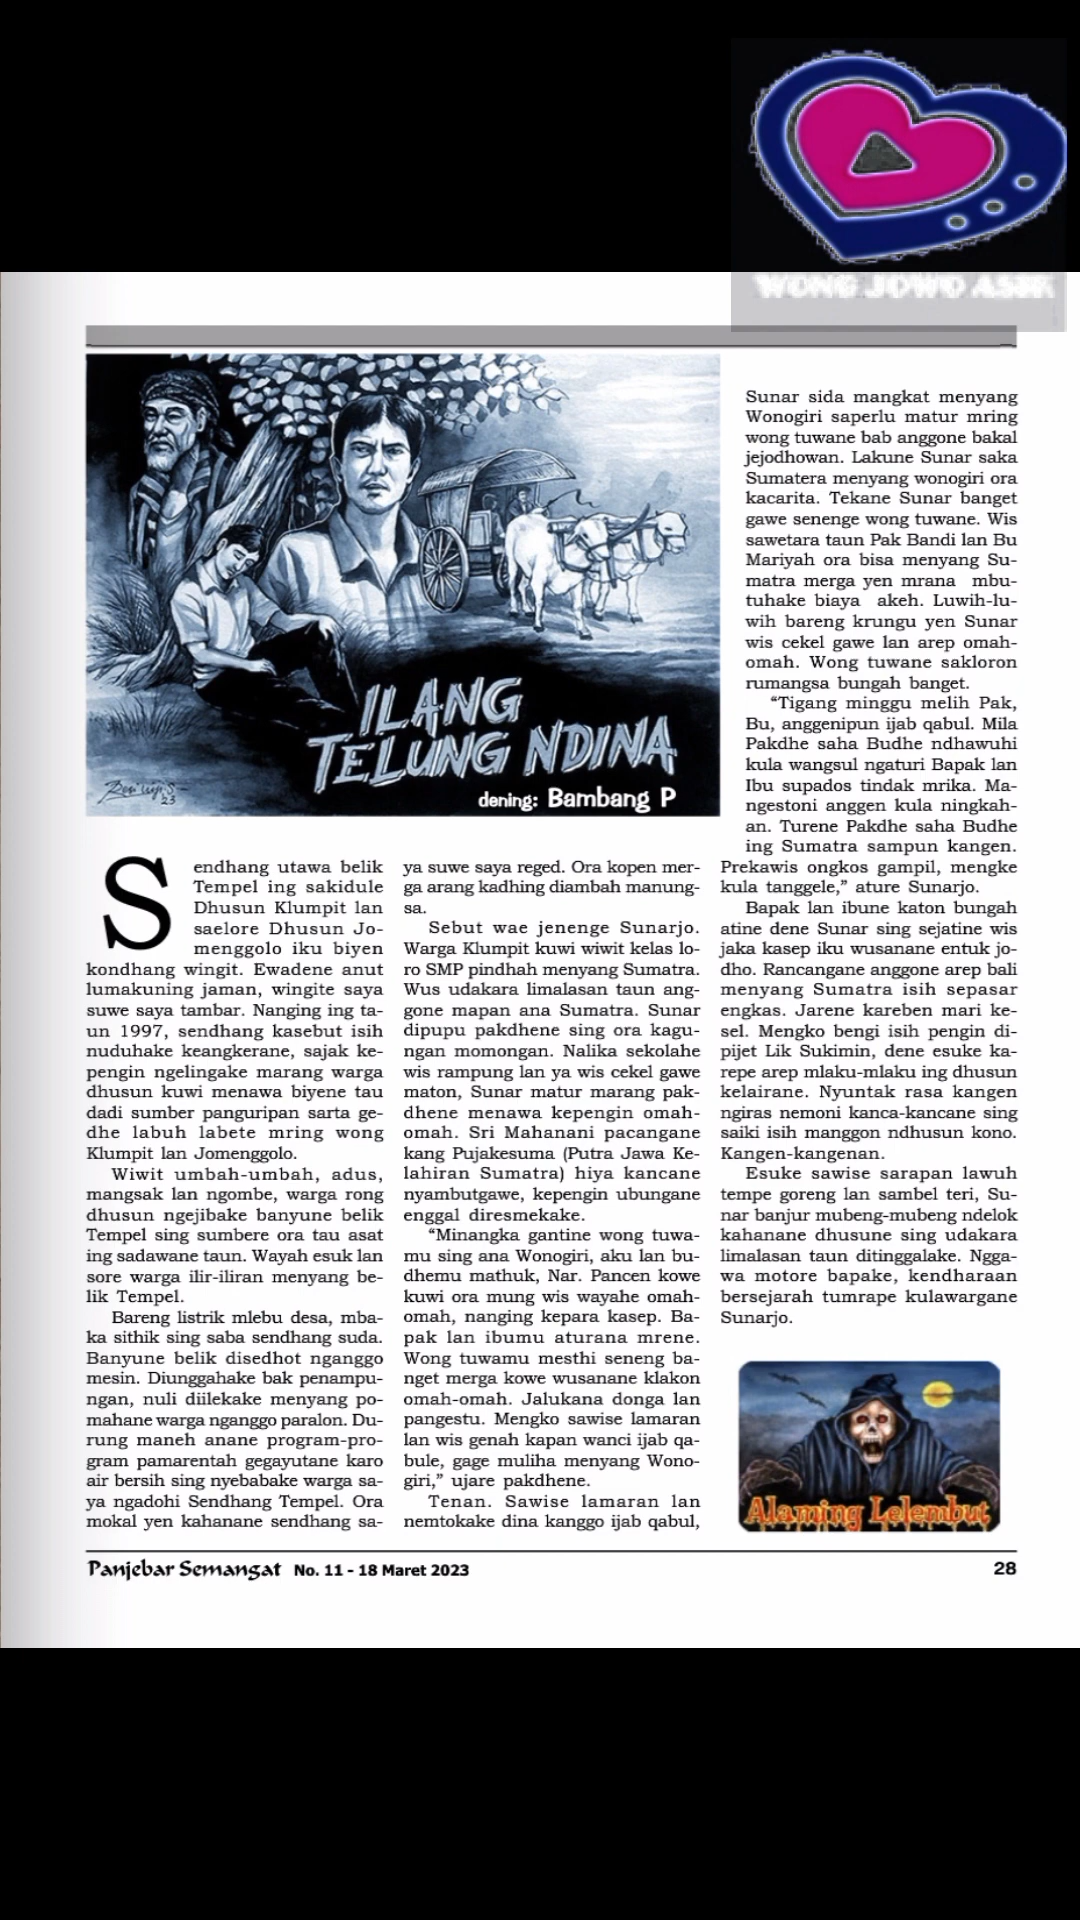 WONG JOWO ASIK
ILANG
TELUNG NDINA
dening: Bambang P
Sendhang utawa belik
Tempel ing sakidule
Dhusun Klumpit lan
saelore Dhusun Jo-
menggolo iku biyen
kondhang wingit. Ewadene anut
lumakuning jaman, wingite saya
suwe saya tambar. Nanging ing ta-
un 1997, sendhang kasebut isih
nuduhake keangkerane, sajak ke-
pengin ngelingake marang warga
dhusun kuwi menawa biyene tau
dadi sumber panguripan sarta ge-
dhe labuh labete mring wong
Klumpit lan Jomenggolo.
Wiwit umbah-umbah, adus,
mangsak lan ngombe, warga rong
dhusun ngejibake banyune belik
Tempel sing sumbere ora tau asat
ing sadawane taun. Wayah esuk lan
sore warga ilir-iliran menyang be-
lik Tempel.
Bareng listrik mlebu desa, mba-
ka sithik sing saba sendhang suda.
Banyune belik disedhot nganggo
mesin. Diunggahake bak penampu-
ngan, nuli diilekake menyang po-
mahane warga nganggo paralon. Du-
rung maneh anane program-pro-
gram pamarentah gegayutane karo
air bersih sing nyebabake warga sa-
ya ngadohi Sendhang Tempel. Ora
mokal yen kahanane sendhang sa-
ya suwe saya reged. Ora kopen mer-
ga arang kadhing diambah manung-
sa.
Sebut wae jenenge Sunarjo.
Warga Klumpit kuwi wiwit kelas lo-
ro SMP pindhah menyang Sumatra.
Wus udakara limalasan taun ang-
gone mapan ana Sumatra. Sunar
dipupu pakdhene sing ora kagu-
ngan momongan. Nalika sekolahe
wis rampung lan ya wis cekel gawe
maton, Sunar matur marang pak-
dhene menawa kepengin omah-
omah. Sri Mahanani pacangane
kang Pujakesuma (Putra Jawa Ke-
lahiran Sumatra) hiya kancane
nyambutgawe, kepengin ubungane
enggal diresmekake.
“Minangka gantine wong tuwa-
mu sing ana Wonogiri, aku lan bu-
dhemu mathuk, Nar. Pancen kowe
kuwi ora mung wis wayahe omah-
omah, nanging kepara kasep. Ba-
pak lan ibumu aturana mrene.
Wong tuwamu mesthi seneng ba-
nget merga kowe wusanane klakon
omah-omah. Jalukana donga lan
pangestu. Mengko sawise lamaran
lan wis genah kapan wanci ijab qa-
bule, gage muliha menyang Wono-
giri,” ujare pakdhene.
Tenan. Sawise lamaran lan
nemtokake dina kanggo ijab qabul,
Sunar sida mangkat menyang
Wonogiri saperlu matur mring
wong tuwane bab anggone bakal
jejodhowan. Lakune Sunar saka
Sumatera menyang wonogiri ora
kacarita. Tekane Sunar banget
gawe senenge wong tuwane. Wis
sawetara taun Pak Bandi lan Bu
Mariyah ora bisa menyang Su-
matra merga yen mrana mbu-
tuhake biaya akeh. Luwih-lu-
wih bareng krungu yen Sunar
wis cekel gawe lan arep omah-
omah. Wong tuwane sakloron
rumangsa bungah banget.
“Tigang minggu melih Pak,
Bu, anggenipun ijab qabul. Mila
Pakdhe saha Budhe ndhawuhi
kula wangsul ngaturi Bapak lan
Ibu supados tindak mrika. Ma-
ngestoni anggen kula ningkah-
an. Turene Pakdhe saha Budhe
ing Sumatra sampun kangen.
Prekawis ongkos gampil, mengke
kula tanggele,” ature Sunarjo.
Bapak lan ibune katon bungah
atine dene Sunar sing sejatine wis
jaka kasep iku wusanane entuk jo-
dho. Rancangane anggone arep bali
menyang Sumatra isih sepasar
engkas. Jarene kareben mari ke-
sel. Mengko bengi isih pengin di-
pijet Lik Sukimin, dene esuke ka-
repe arep mlaku-mlaku ing dhusun
kelairane. Nyuntak rasa kangen
ngiras nemoni kanca-kancane sing
saiki isih manggon ndhusun kono.
Kangen-kangenan.
Esuke sawise sarapan lawuh
tempe goreng lan sambel teri, Su-
nar banjur mubeng-mubeng ndelok
kahanane dhusune sing udakara
limalasan taun ditinggalake. Ngga-
wa motore bapake, kendharaan
bersejarah tumrape kulawargane
Sunarjo.
Alaming Lelembut
Panjebar Semangat No. 11 - 18 Maret 2023
28